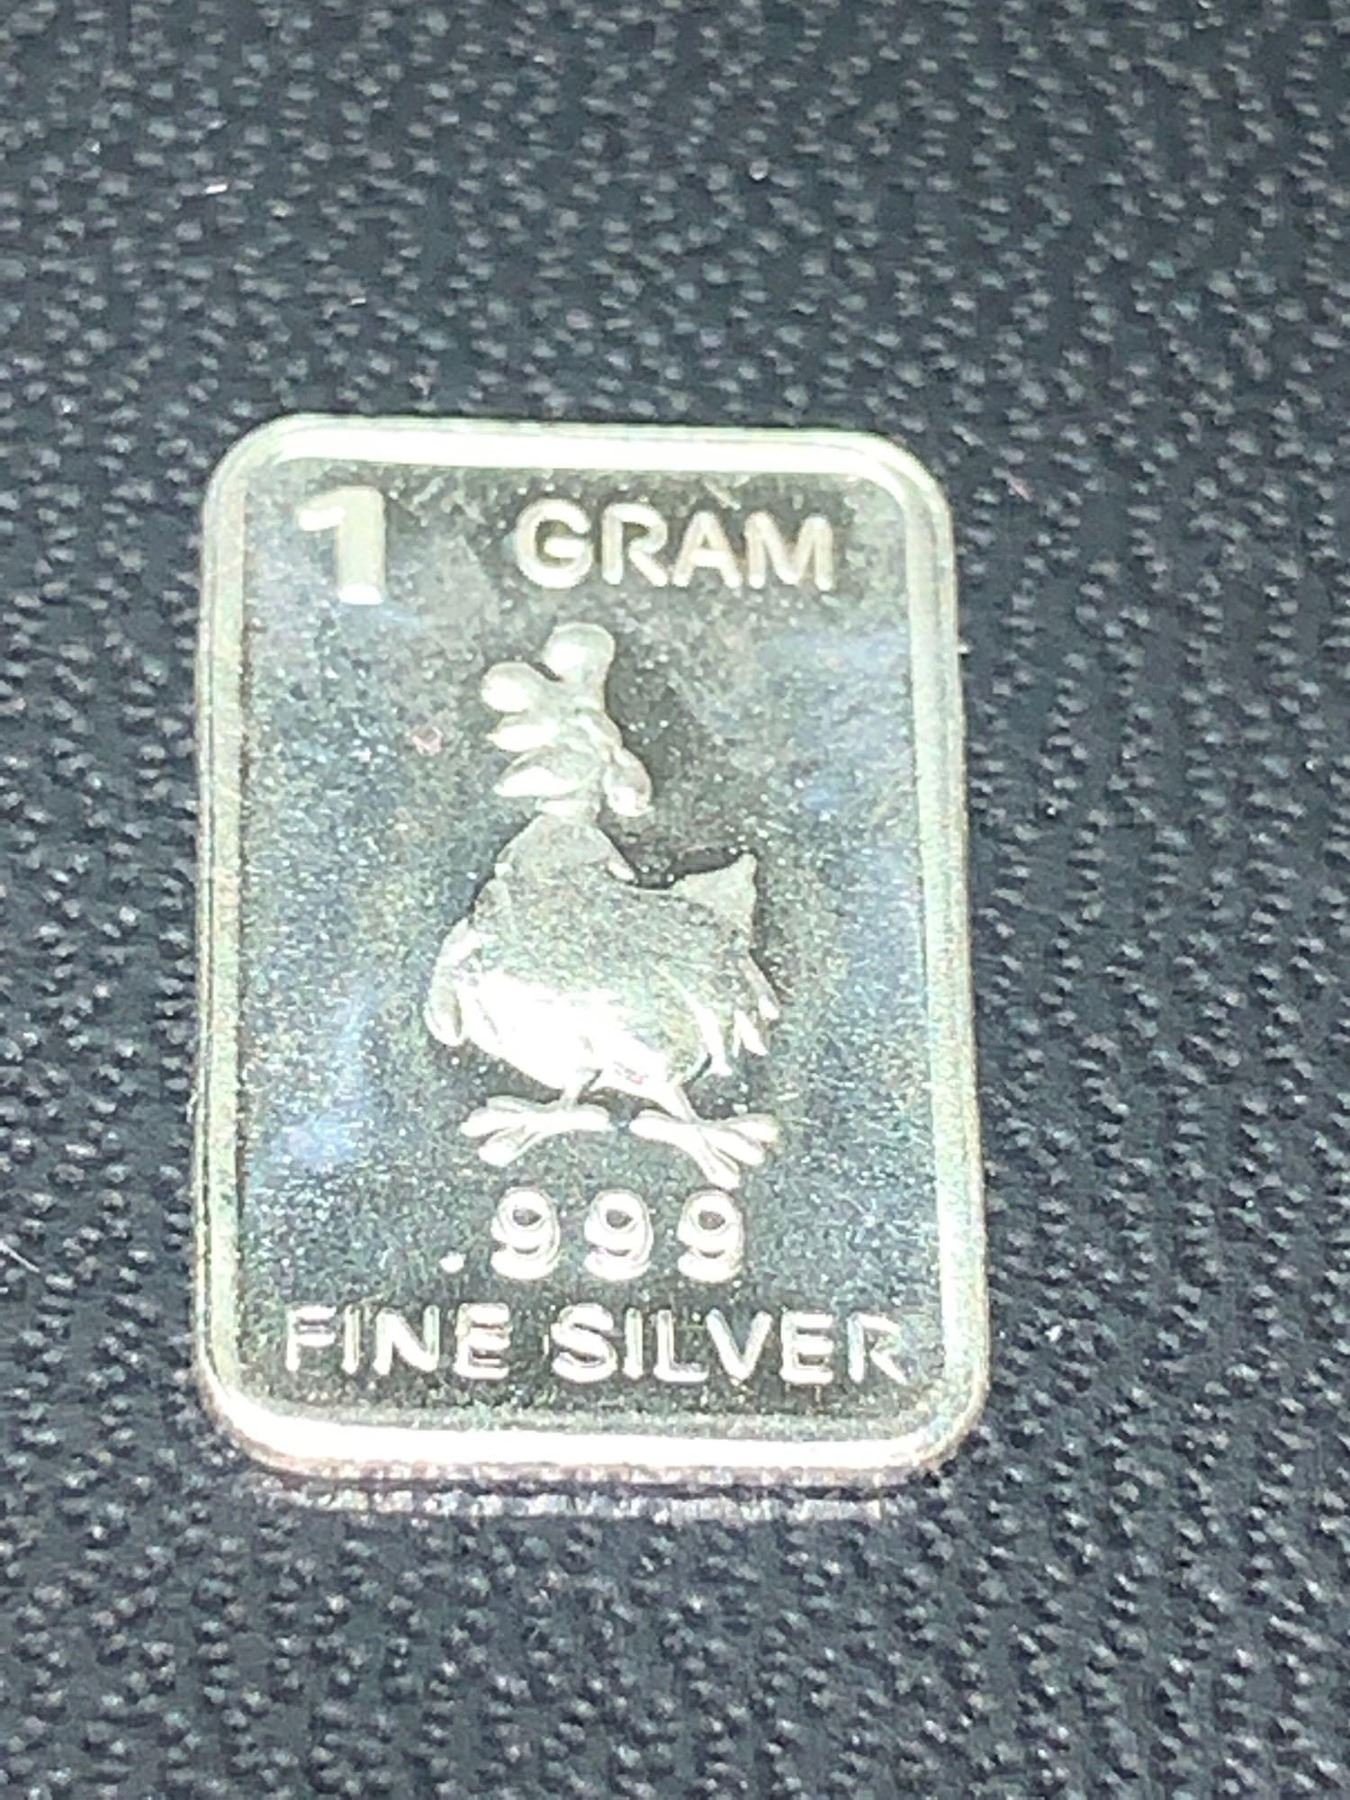 1 GRAM
.999
FINE SILVER